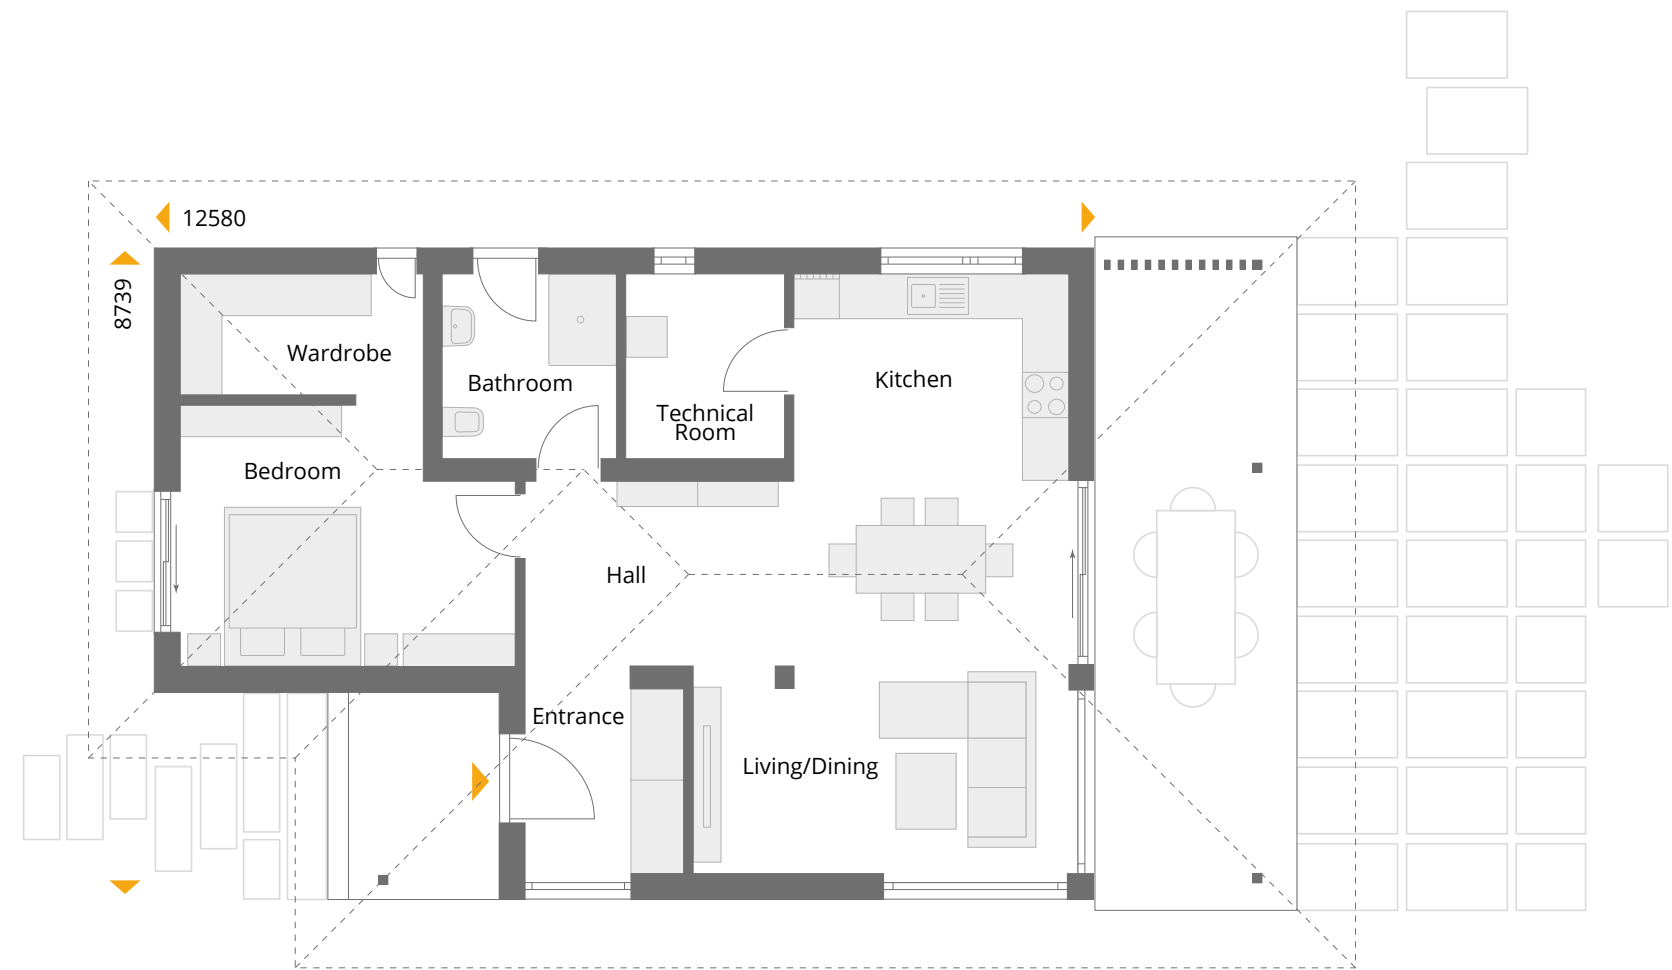 12580
8739
Wardrobe
Bathroom
Kitchen
Technical
Room
Bedroom
Hall
Entrance
Living/Dining